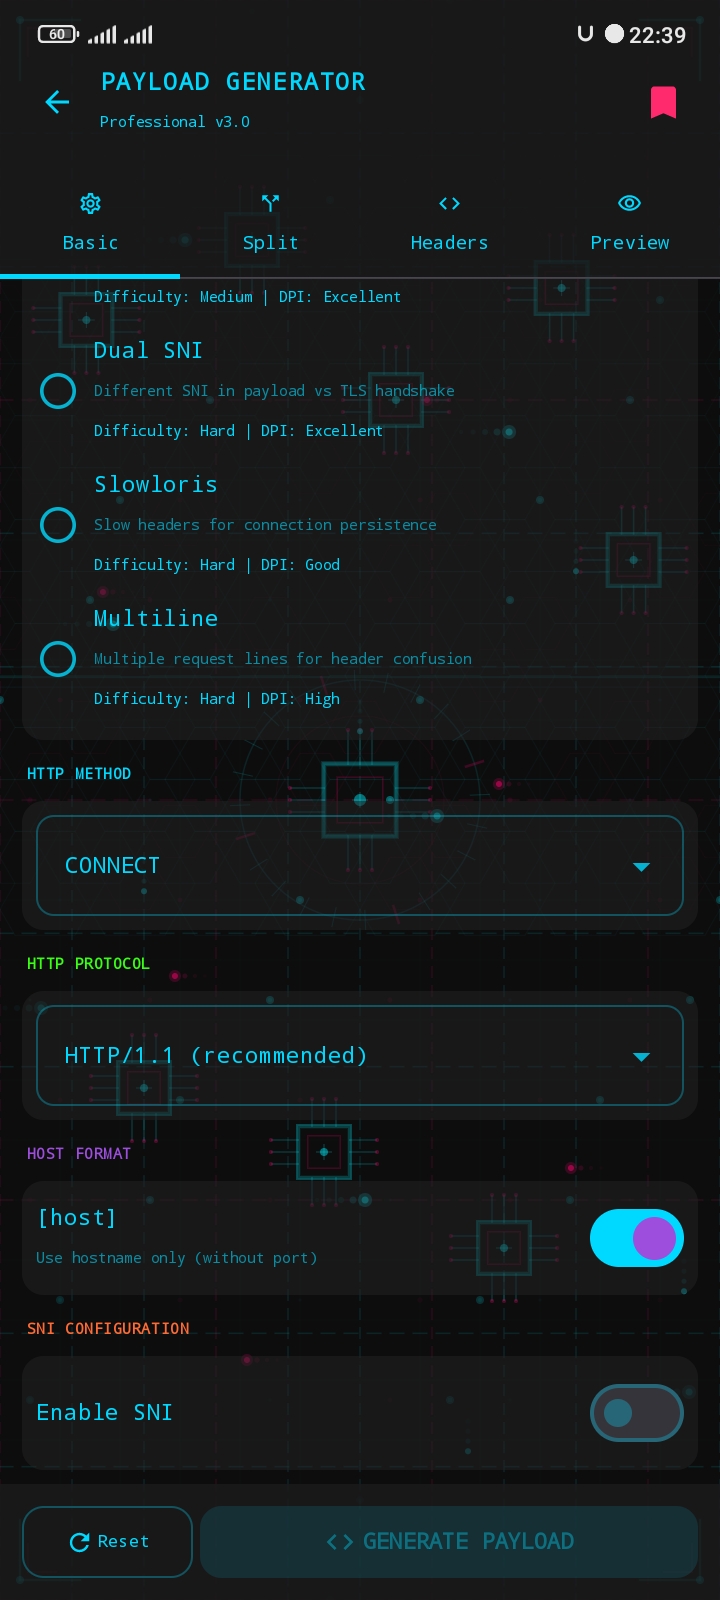 60
22:39
PAYLOAD GENERATOR
Professional v3.0
Basic
Split
Headers
Preview
Difficulty: Medium | DPI: Excellent
Dual SNI
Different SNI in payload vs TLS handshake
Difficulty: Hard | DPI: Excellent
Slowloris
Slow headers for connection persistence
Difficulty: Hard | DPI: Good
Multiline
Multiple request lines for header confusion
Difficulty: Hard | DPI: High
HTTP METHOD
CONNECT
HTTP PROTOCOL
HTTP/1.1 (recommended)
HOST FORMAT
[host]
Use hostname only (without port)
SNI CONFIGURATION
Enable SNI
Reset
GENERATE PAYLOAD